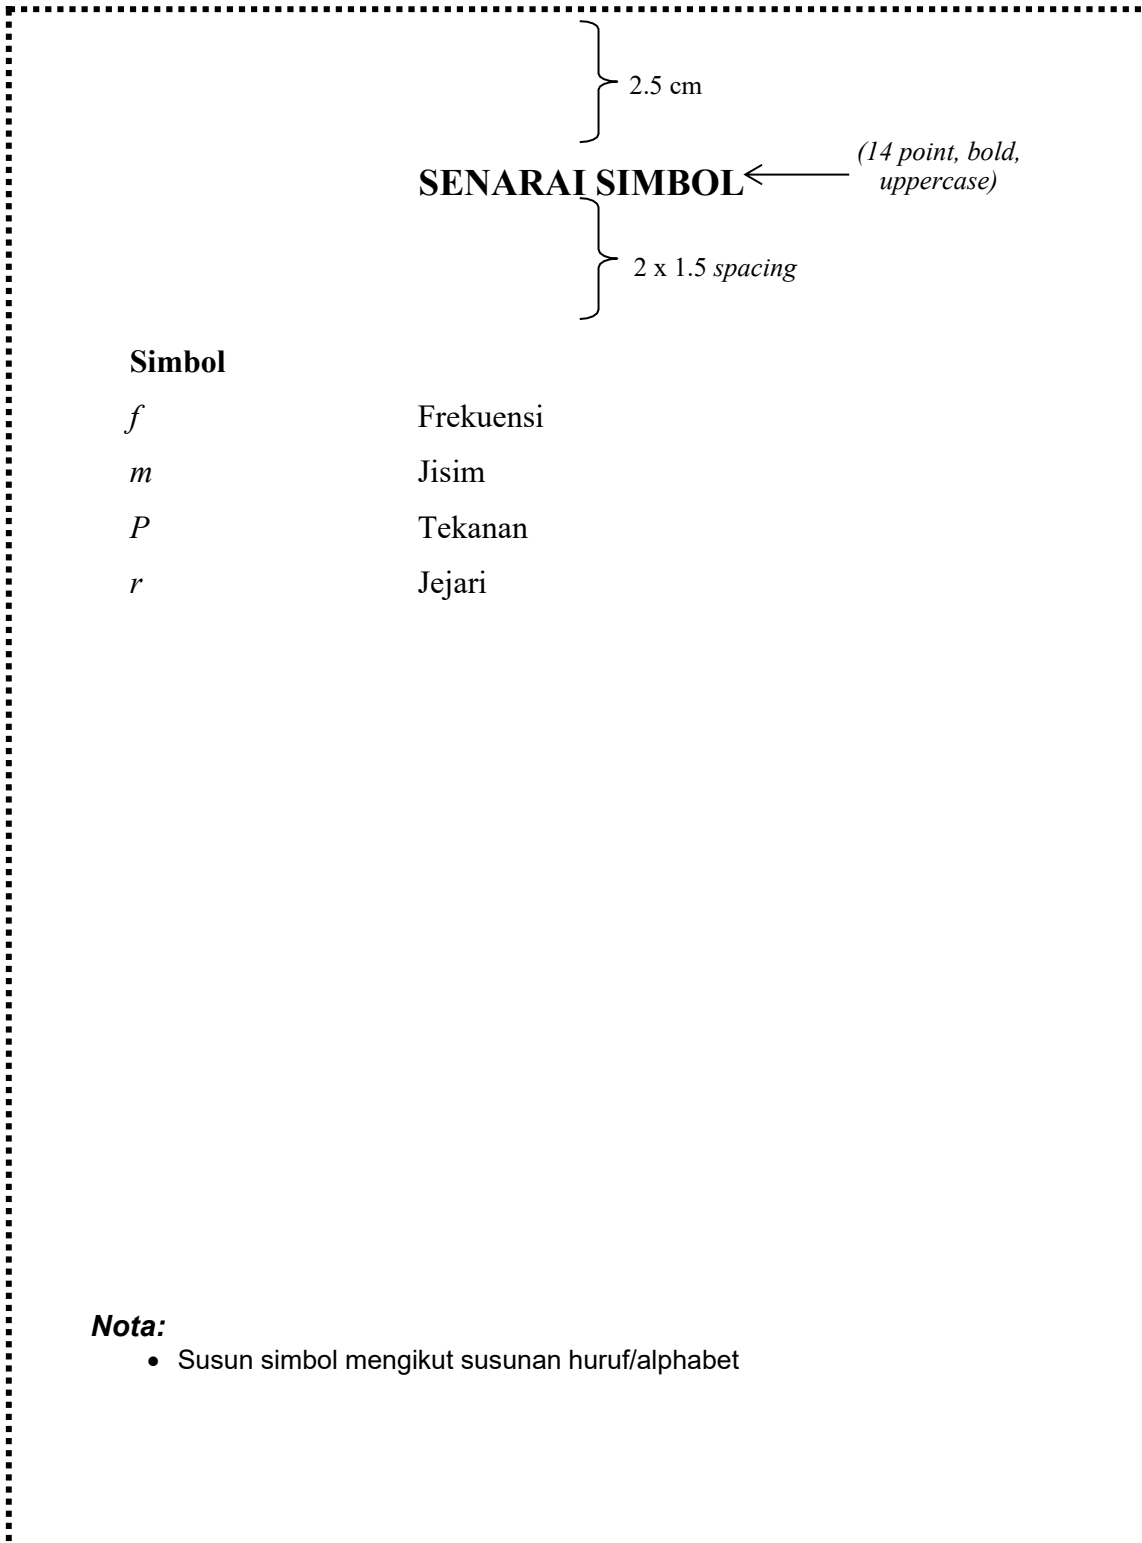 2.5 cm
(14 point, bold,
uppercase)
SENARAI SIMBOL
2 x 1.5 spacing
Simbol
f Frekuensi
m Jisim
P Tekanan
r Jejari
Nota:
• Susun simbol mengikut susunan huruf/alphabet